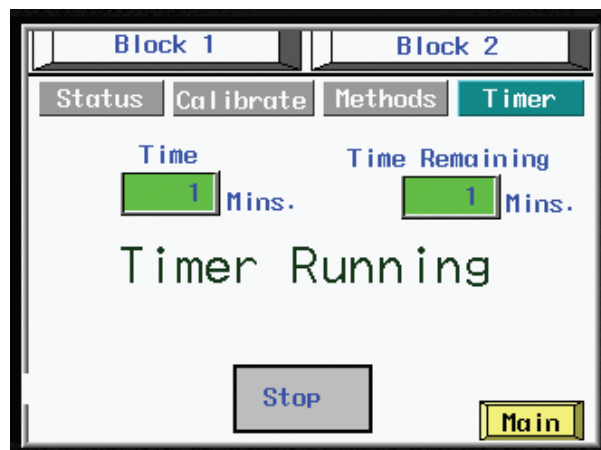 Block 1 Block 2
Status Calibrate Methods Timer
Time Time Remaining
1 Mins. 1 Mins.
Timer Running
Stop
Main